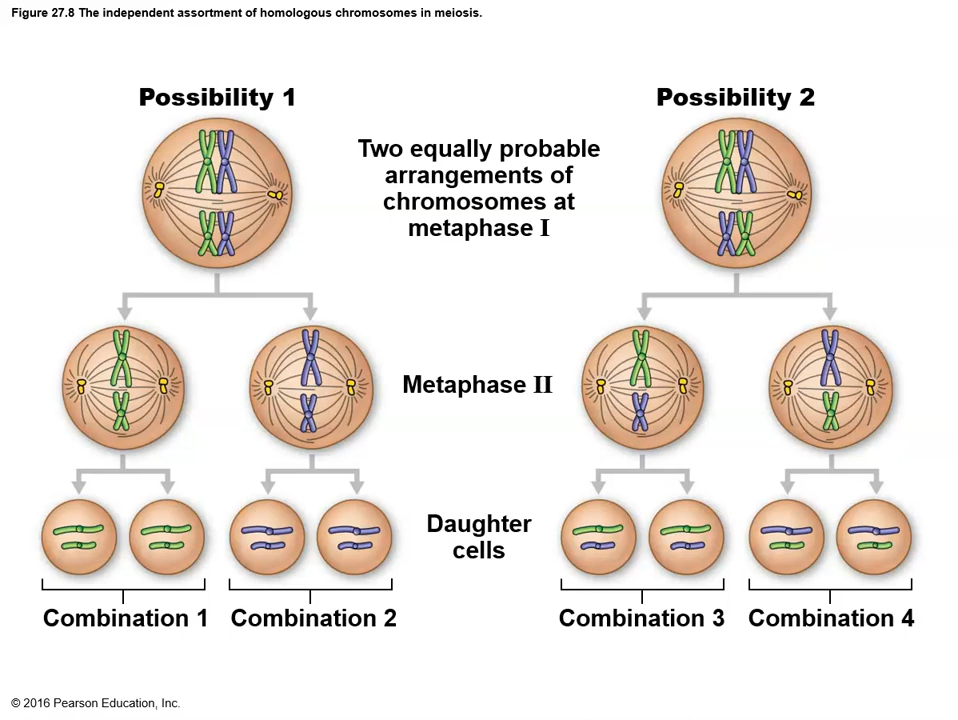 Figure 27.8 The independent assortment of homologous chromosomes in meiosis.
Possibility 1
Possibility 2
Two equally probable
arrangements of
chromosomes at
metaphase I
Metaphase II
Daughter
cells
Combination 1
Combination 2
Combination 3
Combination 4
© 2016 Pearson Education, Inc.